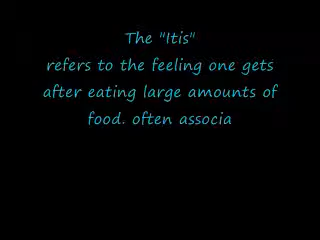 The "Itis"
refers to the feeling one gets
after eating large amounts of
food. often associa